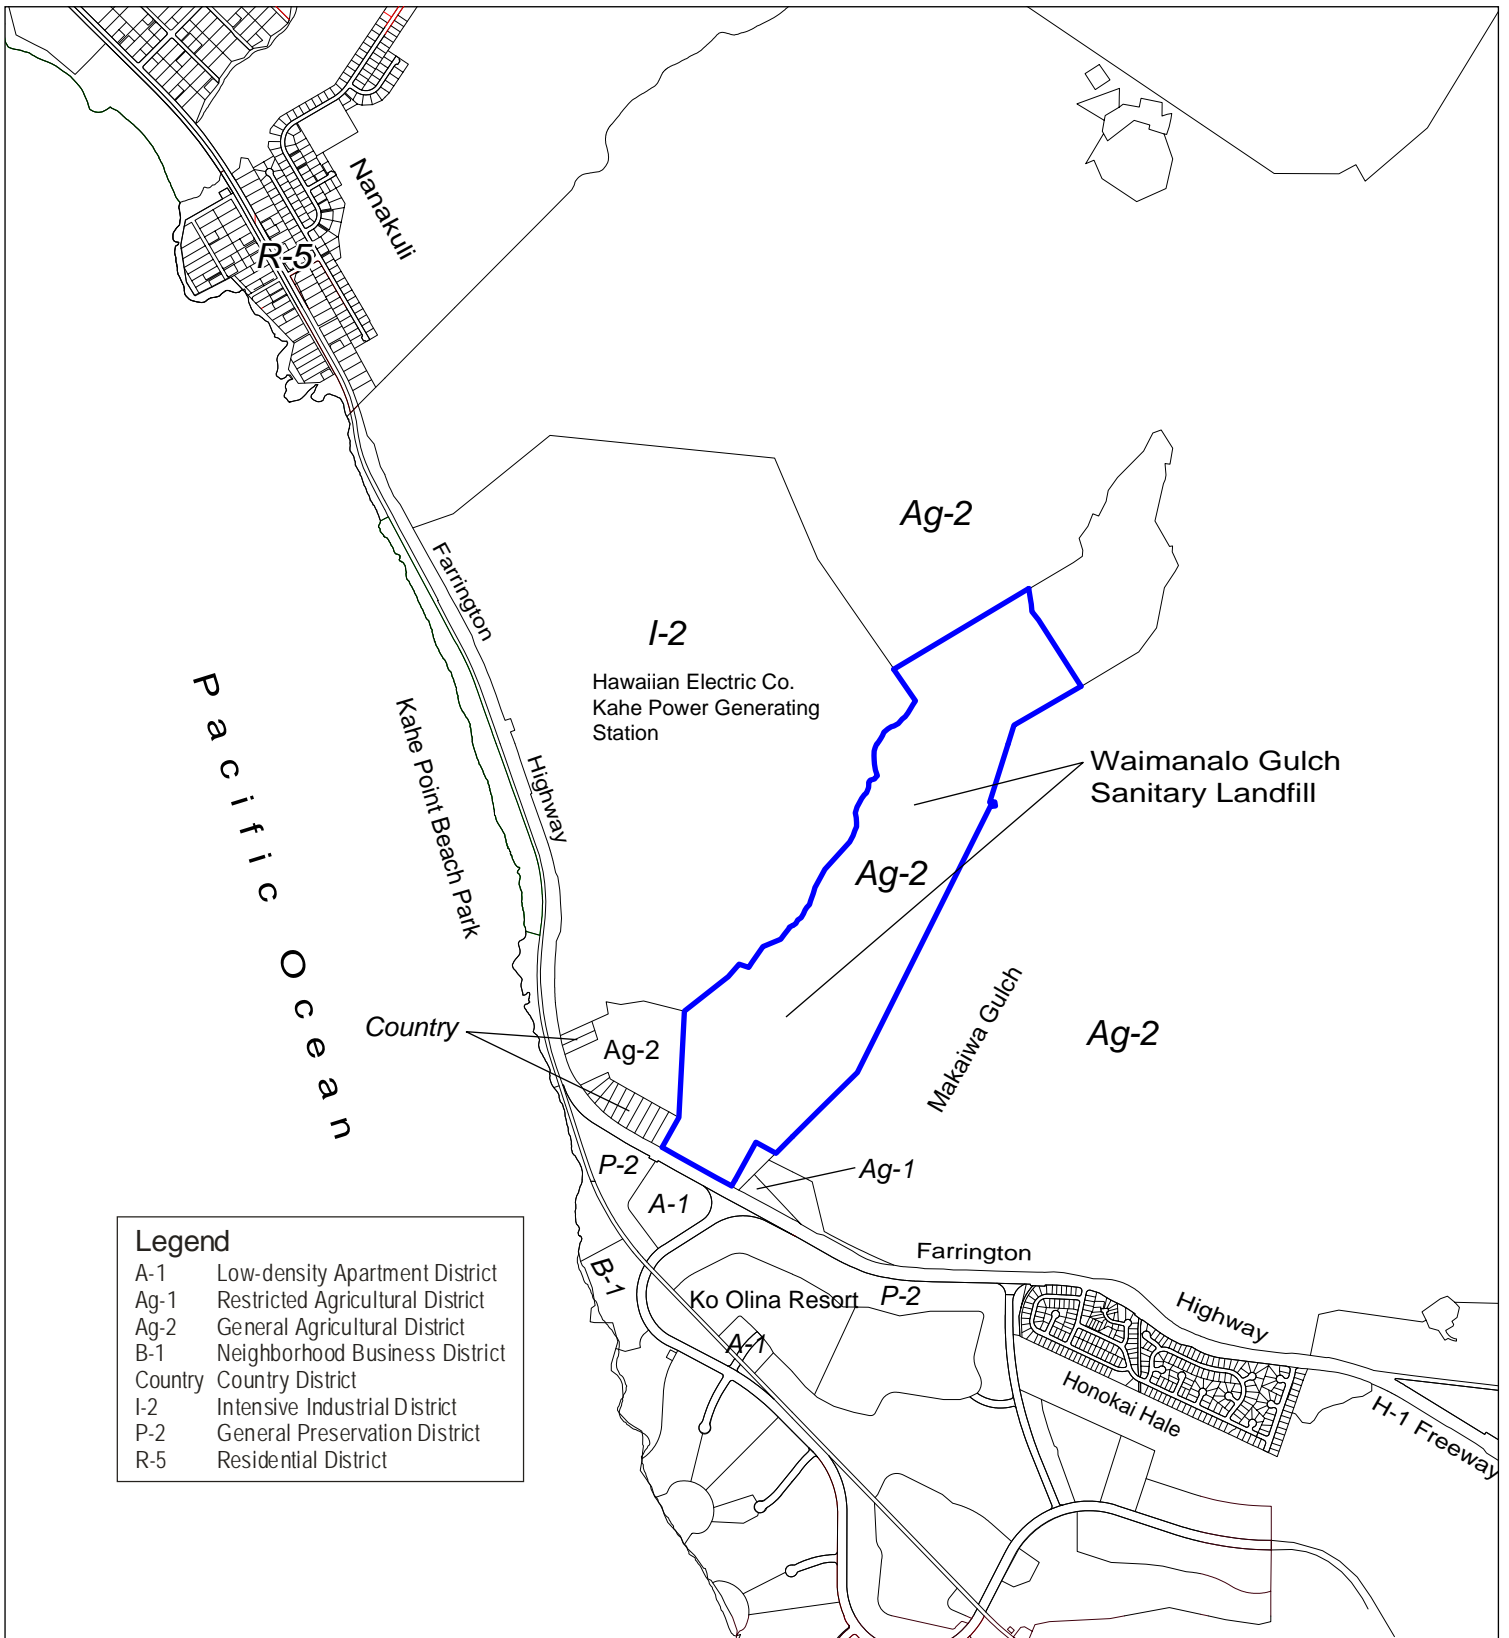 Nanakuli
R-5
Ag-2
Farrington
I-2
Hawaiian Electric Co.
Kahe Power Generating
Station
Pacific Ocean
Kahe Point Beach Park
Highway
Waimanalo Gulch
Sanitary Landfill
Ag-2
Makaiwa Gulch
Country
Ag-2
Ag-2
P-2
A-1
Ag-1
B-1
Farrington
Ko Olina Resort
P-2
Highway
A-1
Honokai Hale
H-1 Freeway
Legend
A-1 Low-density Apartment District
Ag-1 Restricted Agricultural District
Ag-2 General Agricultural District
B-1 Neighborhood Business District
Country Country District
I-2 Intensive Industrial District
P-2 General Preservation District
R-5 Residential District